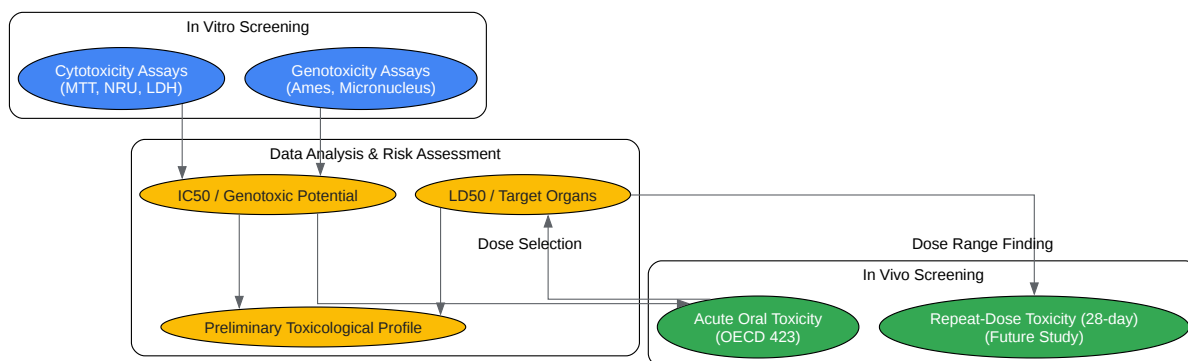 In Vitro Screening
Cytotoxicity Assays
(MTT, NRU, LDH)
Genotoxicity Assays
(Ames, Micronucleus)
Data Analysis & Risk Assessment
IC50 / Genotoxic Potential
LD50 / Target Organs
Dose Selection
Dose Range Finding
In Vivo Screening
Preliminary Toxicological Profile
Acute Oral Toxicity
(OECD 423)
Repeat-Dose Toxicity (28-day)
(Future Study)